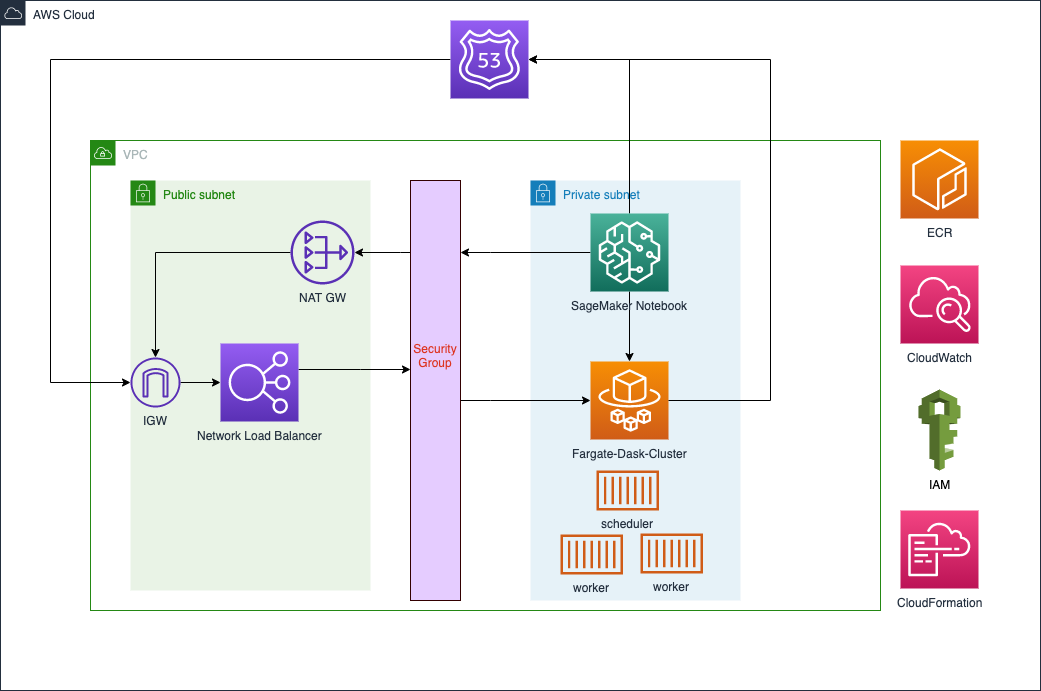 AWS Cloud
53
VPC
Public subnet
Private subnet
ECR
NAT GW
SageMaker Notebook
Security
Group
CloudWatch
IGW
Network Load Balancer
Fargate-Dask-Cluster
IAM
scheduler
worker
worker
CloudFormation